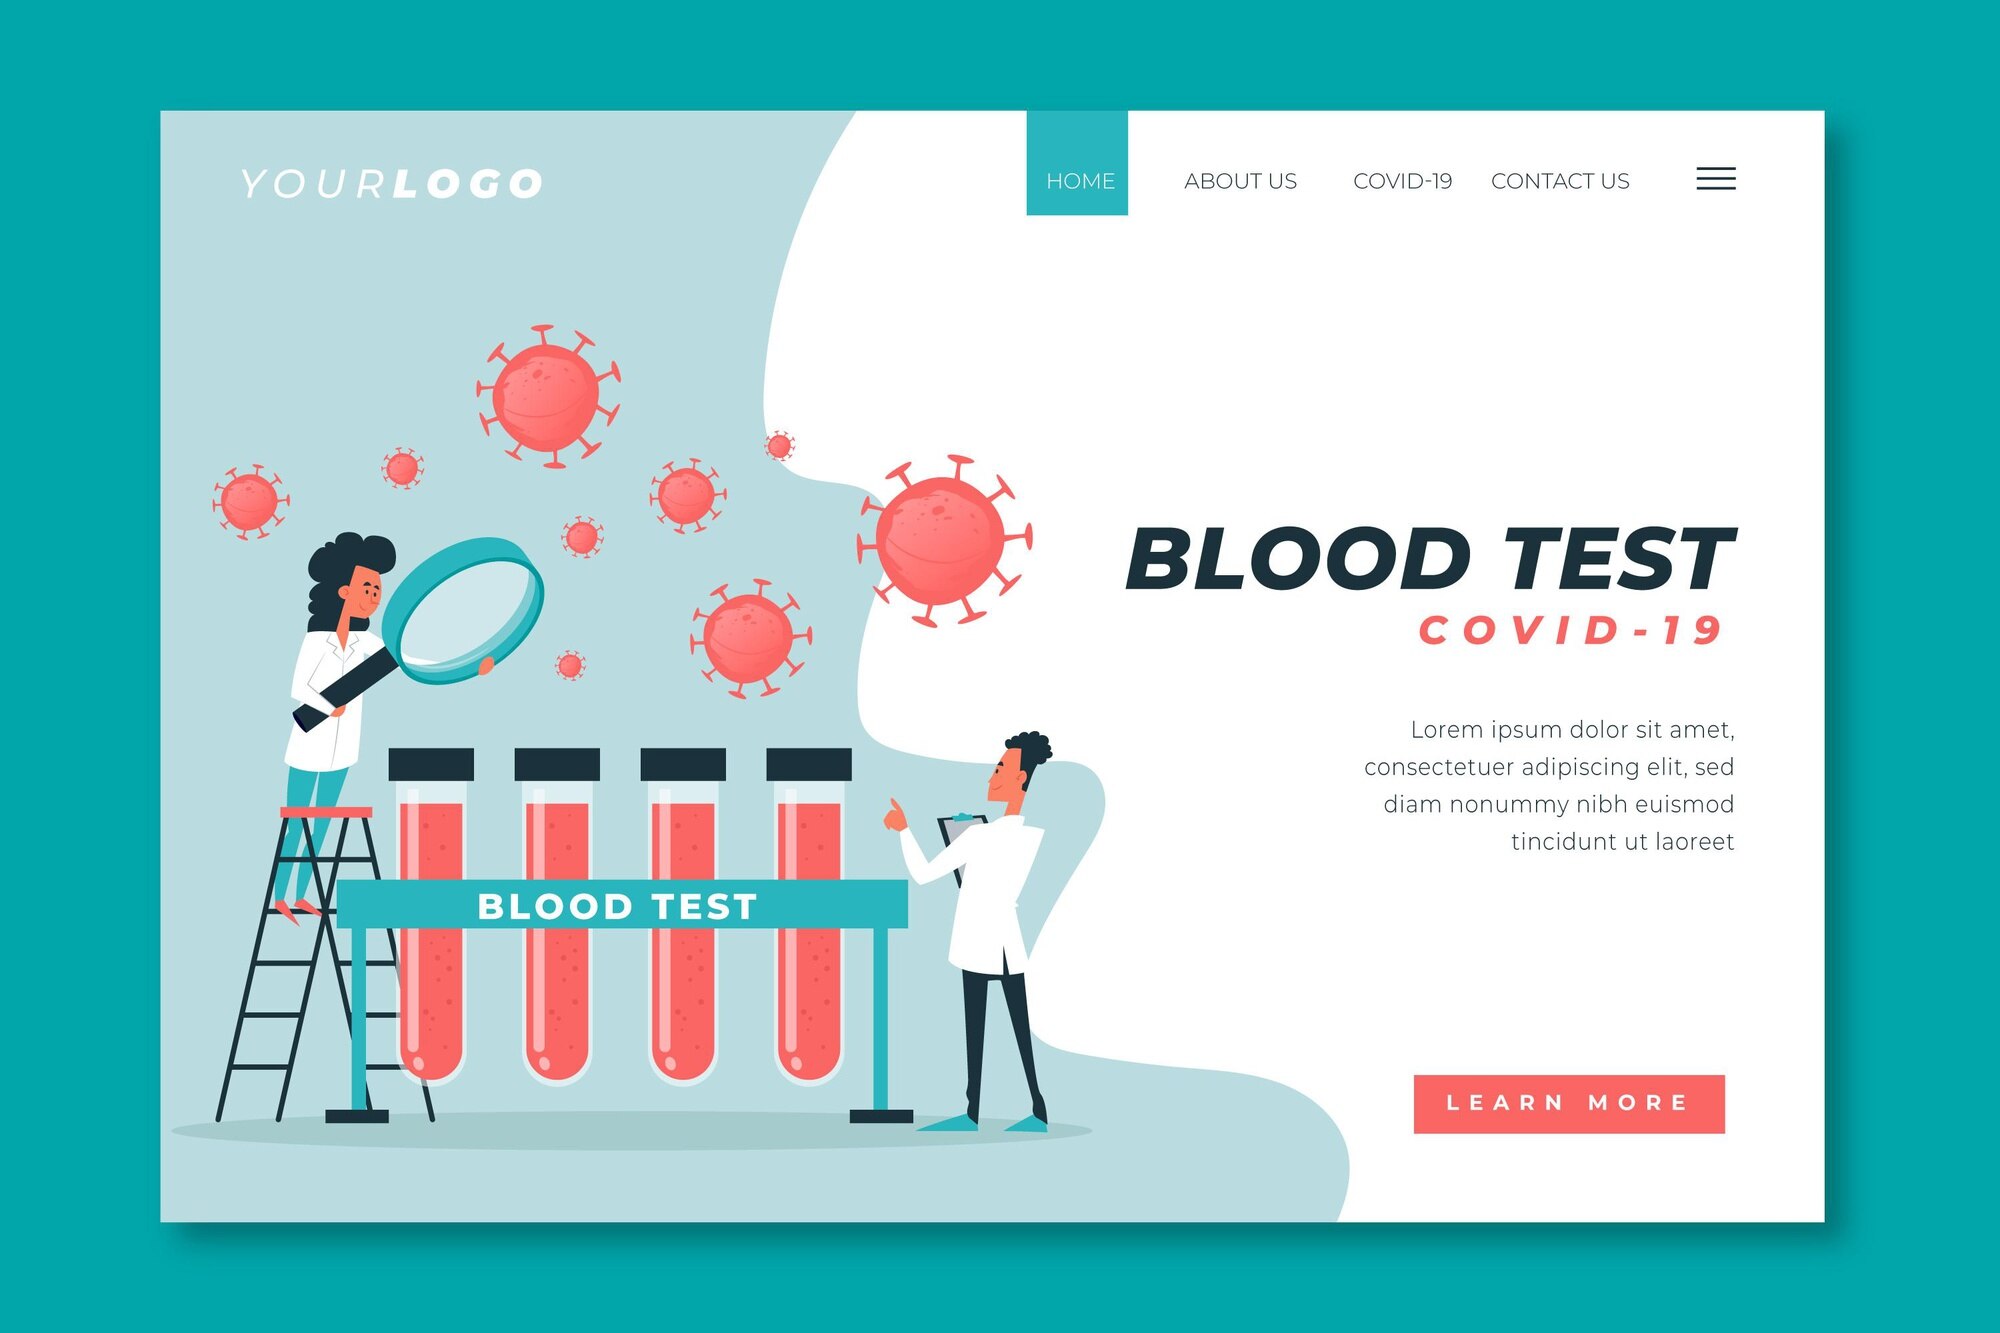 YOURLOGO
HOME ABOUT US COVID-19 CONTACT US
BLOOD TEST
COVID-19
Lorem ipsum dolor sit amet,
consectetuer adipiscing elit, sed
diam nonummy nibh euismod
tincidunt ut laoreet
BLOOD TEST
LEARN MORE